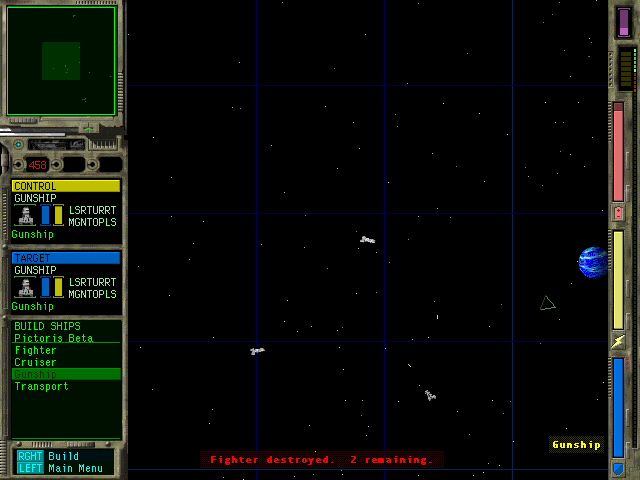 458
CONTROL
GUNSHIP
LSRTURRT
MGNTOPLS
Gunship
TARGET
GUNSHIP
LSRTURRT
MGNTOPLS
Gunship
BUILD SHIPS
Pictoris Beta
Fighter
Cruiser
Gunship
Transport
RGHT Build
LEFT Main Menu
Gunship
Fighter destroyed. 2 remaining.